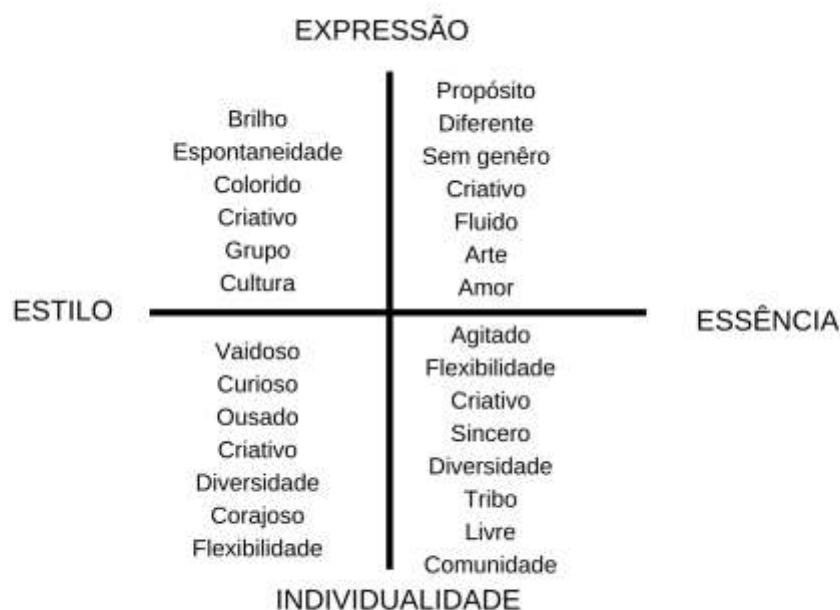 EXPRESSÃO
Brilho
Espontaneidade
Colorido
Criativo
Grupo
Cultura
Propósito
Diferente
Sem genêro
Criativo
Fluido
Arte
Amor
ESTILO
ESSÊNCIA
Vaidoso
Curioso
Ousado
Criativo
Diversidade
Corajoso
Flexibilidade
Agitado
Flexibilidade
Criativo
Sincero
Diversidade
Tribo
Livre
Comunidade
INDIVIDUALIDADE